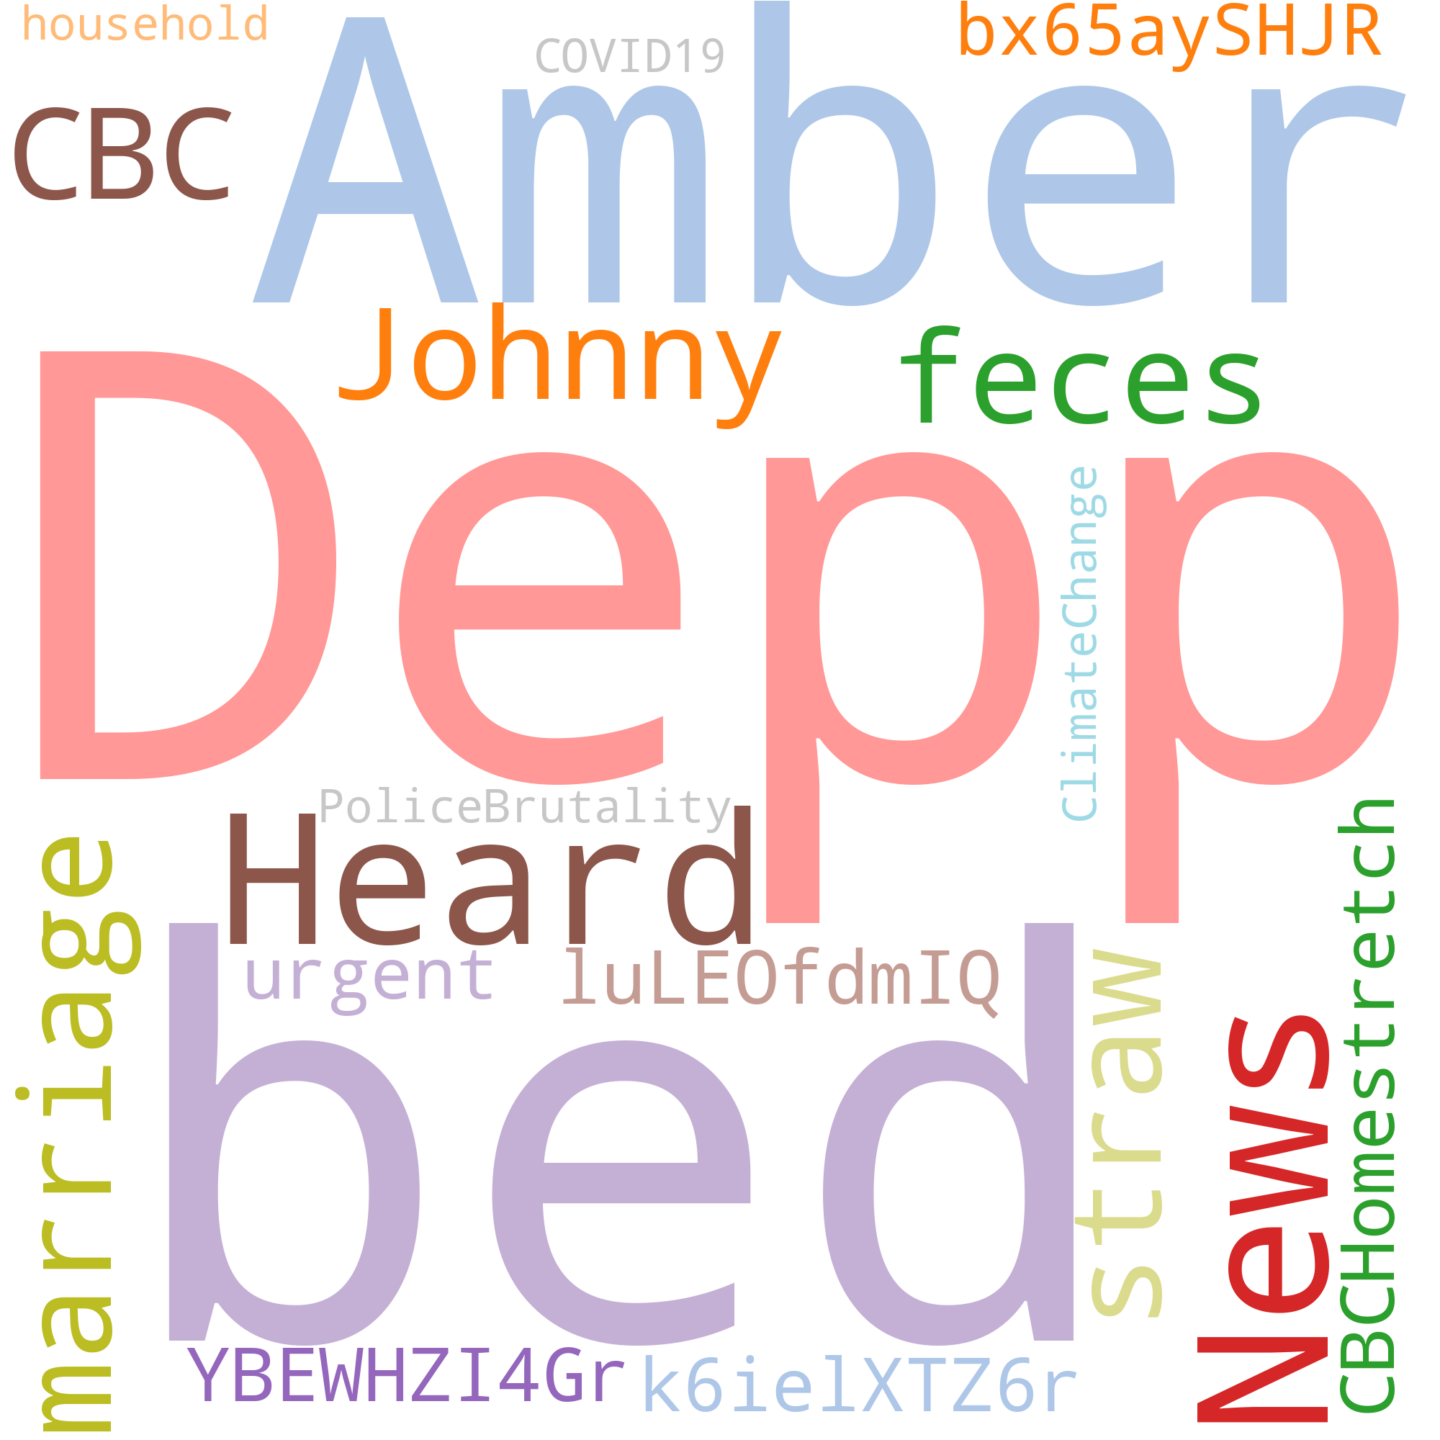 household
COVID19
bx65aySHJR
CBC
Amber
Johnny
feces
Depp
ClimateChange
PoliceBrutality
Heard
marriage
urgent
luLEOfdmIQ
bed
straw
News
CBCHomestretch
YBEWHZI4Gr
k6ielXTZ6r